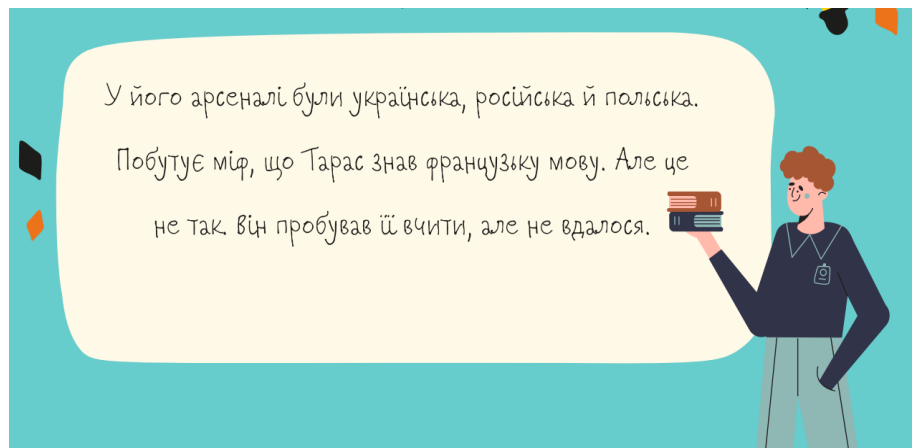 У його арсеналі були українська, російська й польська.
Побутує міф, що Тарас знав французьку мову. Але це
не так. Він пробував її вчити, але не вдалося.